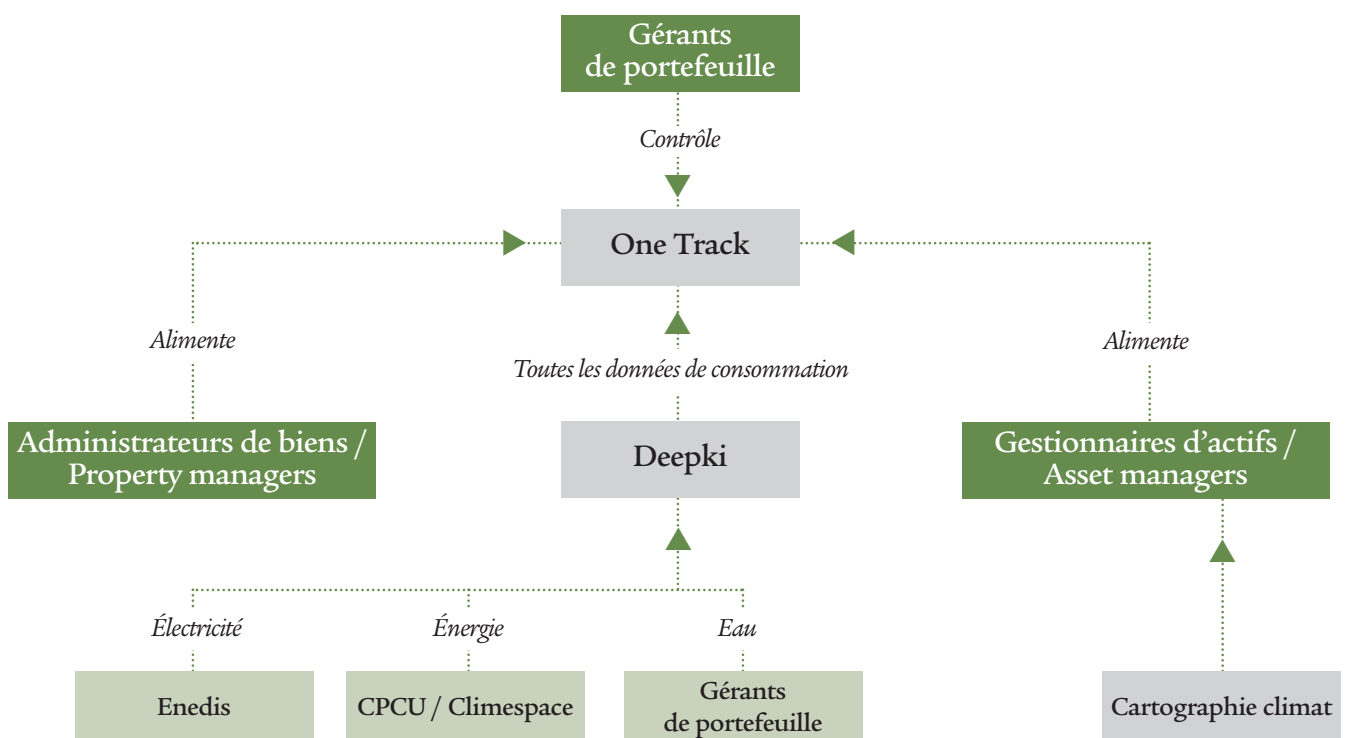 Gérants
de portefeuille
Contrôle
One Track
Alimente
Toutes les données de consommation
Alimente
Administrateurs de biens /
Property managers
Deepki
Gestionnaires d’actifs /
Asset managers
Électricité
Énergie
Eau
Enedis
CPCU / Climespace
Gérants
de portefeuille
Cartographie climat